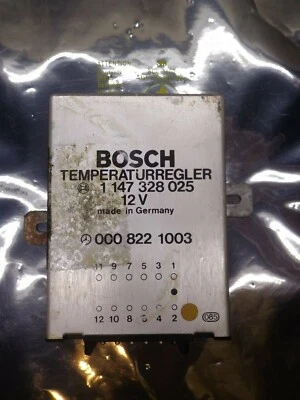 BOSCH
TEMPERATURREGLER
1 147 328 025
12 V
made in Germany
000 822 1003
11 9 7 5 3 1
12 10 8 6 4 2
085